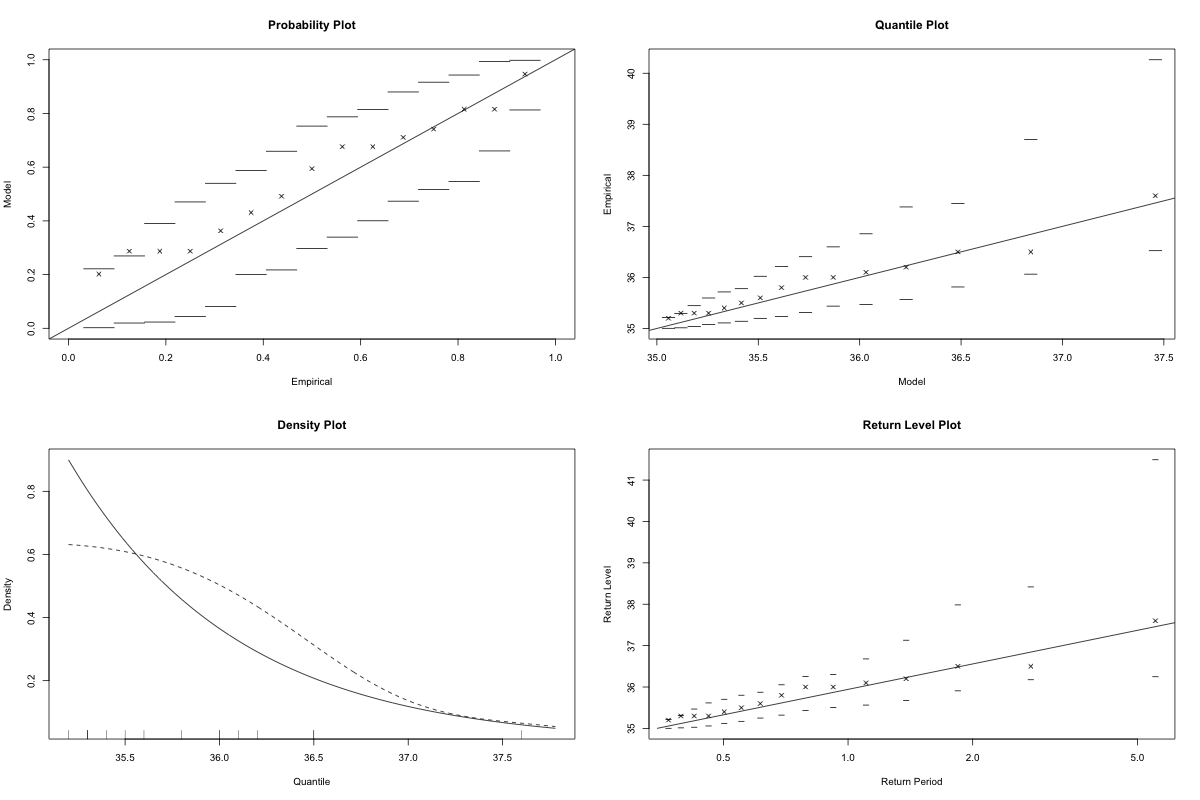 Probability Plot
1.0
0.8
0.6
0.4
0.2
0.0
Model
0.0 0.2 0.4 0.6 0.8 1.0
Empirical
Quantile Plot
40
39
38
37
36
35
Empirical
35.0 35.5 36.0 36.5 37.0 37.5
Model
Density Plot
0.8
0.6
0.4
0.2
Density
35.5 36.0 36.5 37.0 37.5
Quantile
Return Level Plot
41
40
39
38
37
36
35
Return Level
0.5 1.0 2.0 5.0
Return Period